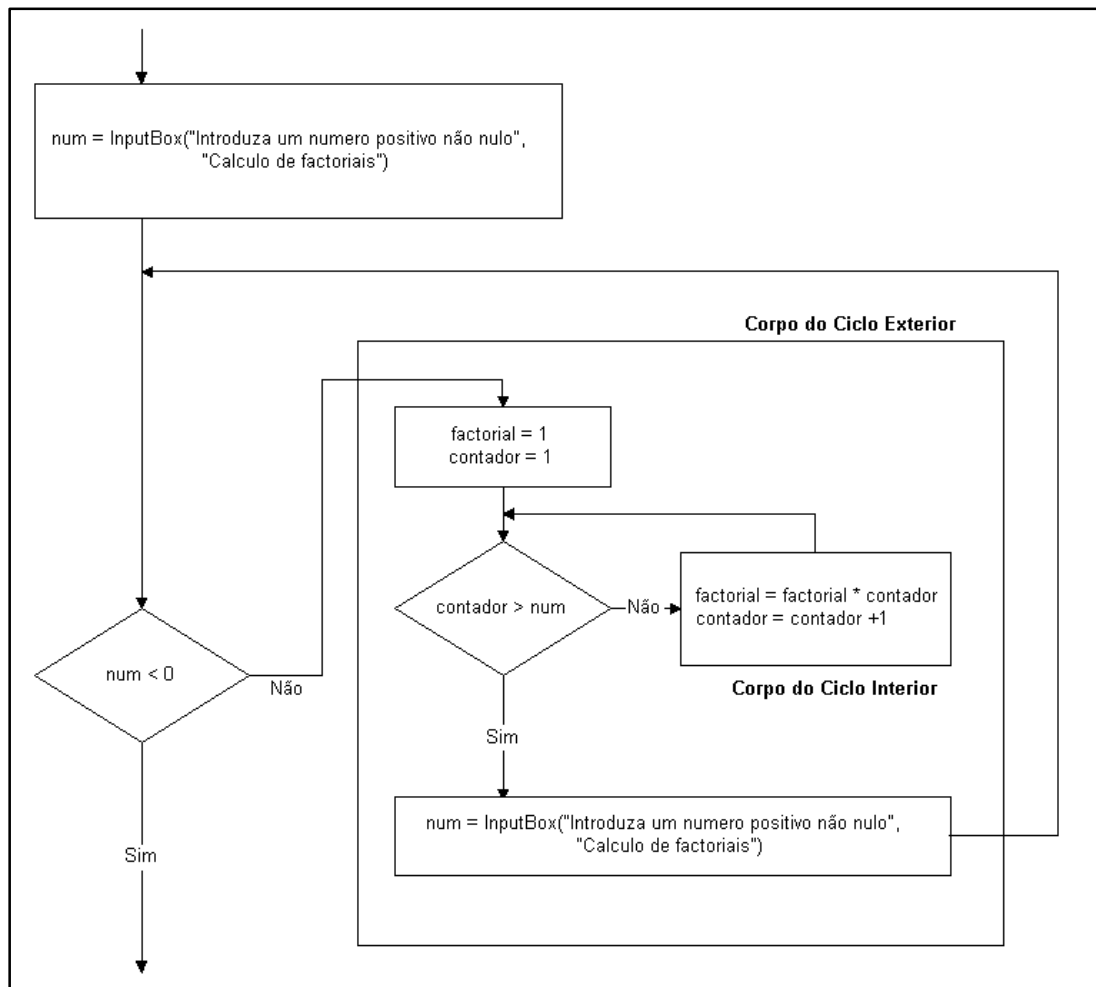 num = InputBox("Introduza um numero positivo não nulo",
"Calculo de factoriais")
Corpo do Ciclo Exterior
factorial = 1
contador = 1
contador > num
Não
factorial = factorial * contador
contador = contador +1
Corpo do Ciclo Interior
num < 0
Não
Sim
num = InputBox("Introduza um numero positivo não nulo",
"Calculo de factoriais")
Sim